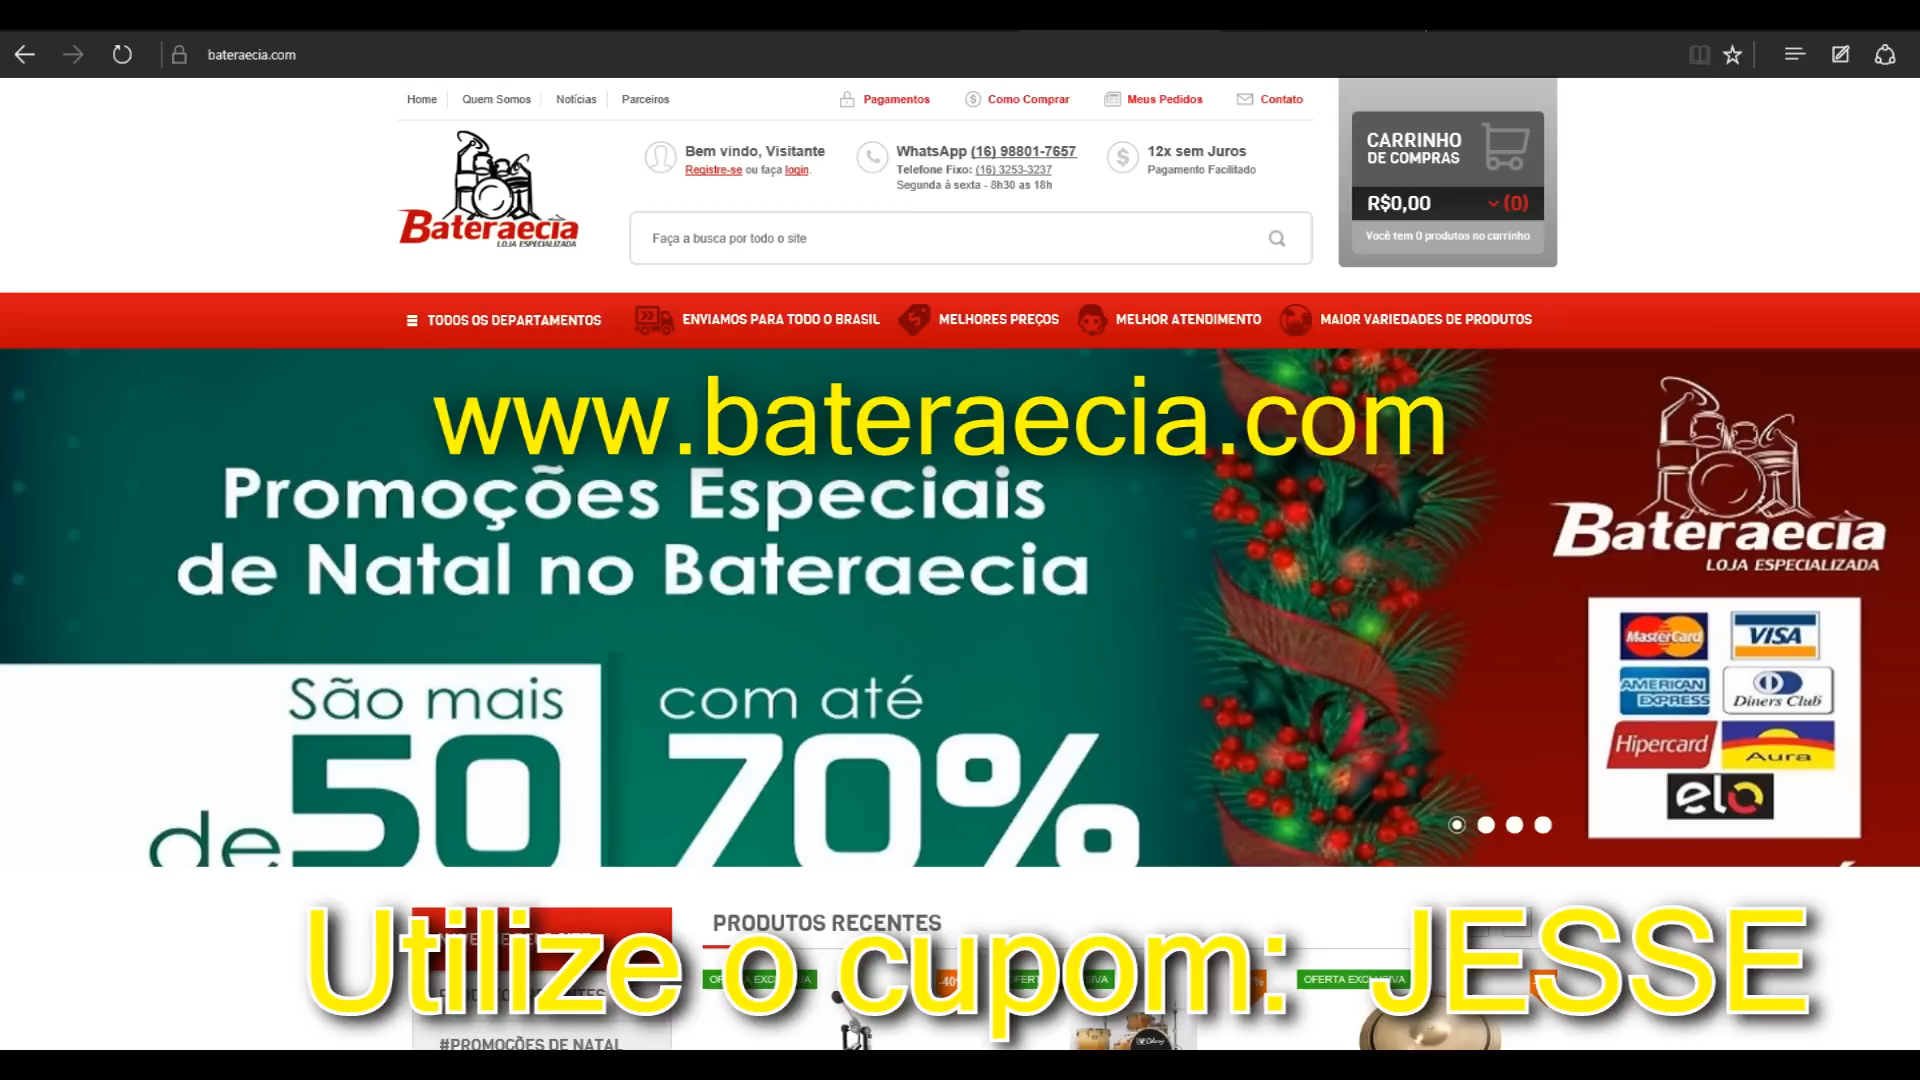 bateraecia.com
Home Quem Somos Notícias Parceiros Pagamentos Como Comprar Meus Pedidos Contato
Bateraecia
LOJA ESPECIALIZADA
Bem vindo, Visitante
Registre-se ou faça login.
WhatsApp (16) 98801-7657
Telefone Fixo: (16) 3253-3237
Segunda á sexta - 8h30 as 18h
12x sem Juros
Pagamento Facilitado
Faça a busca por todo o site
CARRINHO
DE COMPRAS
R$0,00 (0)
Você tem 0 produtos no carrinho
TODOS OS DEPARTAMENTOS ENVIAMOS PARA TODO O BRASIL MELHORES PREÇOS MELHOR ATENDIMENTO MAIOR VARIEDADES DE PRODUTOS
www.bateraecia.com
Promoções Especiais
de Natal no Bateraecia
São mais
de 50
com até
70%
Bateraecia
LOJA ESPECIALIZADA
MasterCard VISA
AMERICAN EXPRESS Diners Club
Hipercard Aura
elo
PRODUTOS RECENTES
Utilize o cupom: JESSE
OFERTA EXCLUSIVA
#PROMOÇÕES DE NATAL